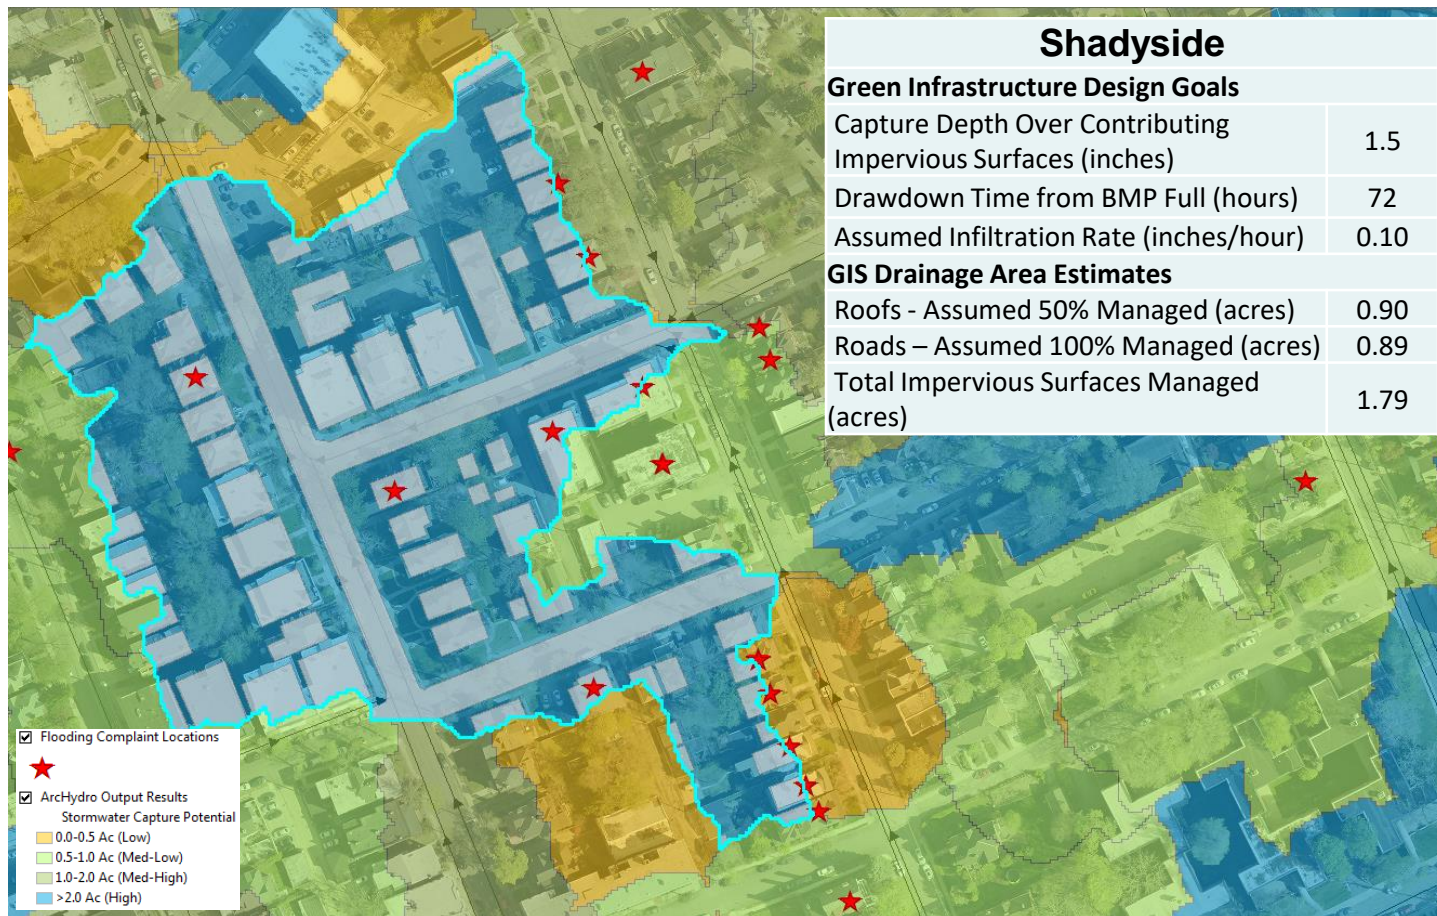 Shadyside
Green Infrastructure Design Goals
Capture Depth Over Contributing
Impervious Surfaces (inches)
1.5
Drawdown Time from BMP Full (hours)
72
Assumed Infiltration Rate (inches/hour)
0.10
GIS Drainage Area Estimates
Roofs - Assumed 50% Managed (acres)
0.90
Roads – Assumed 100% Managed (acres)
0.89
Total Impervious Surfaces Managed
(acres)
1.79
Flooding Complaint Locations
ArcHydro Output Results
Stormwater Capture Potential
0.0-0.5 Ac (Low)
0.5-1.0 Ac (Med-Low)
1.0-2.0 Ac (Med-High)
>2.0 Ac (High)